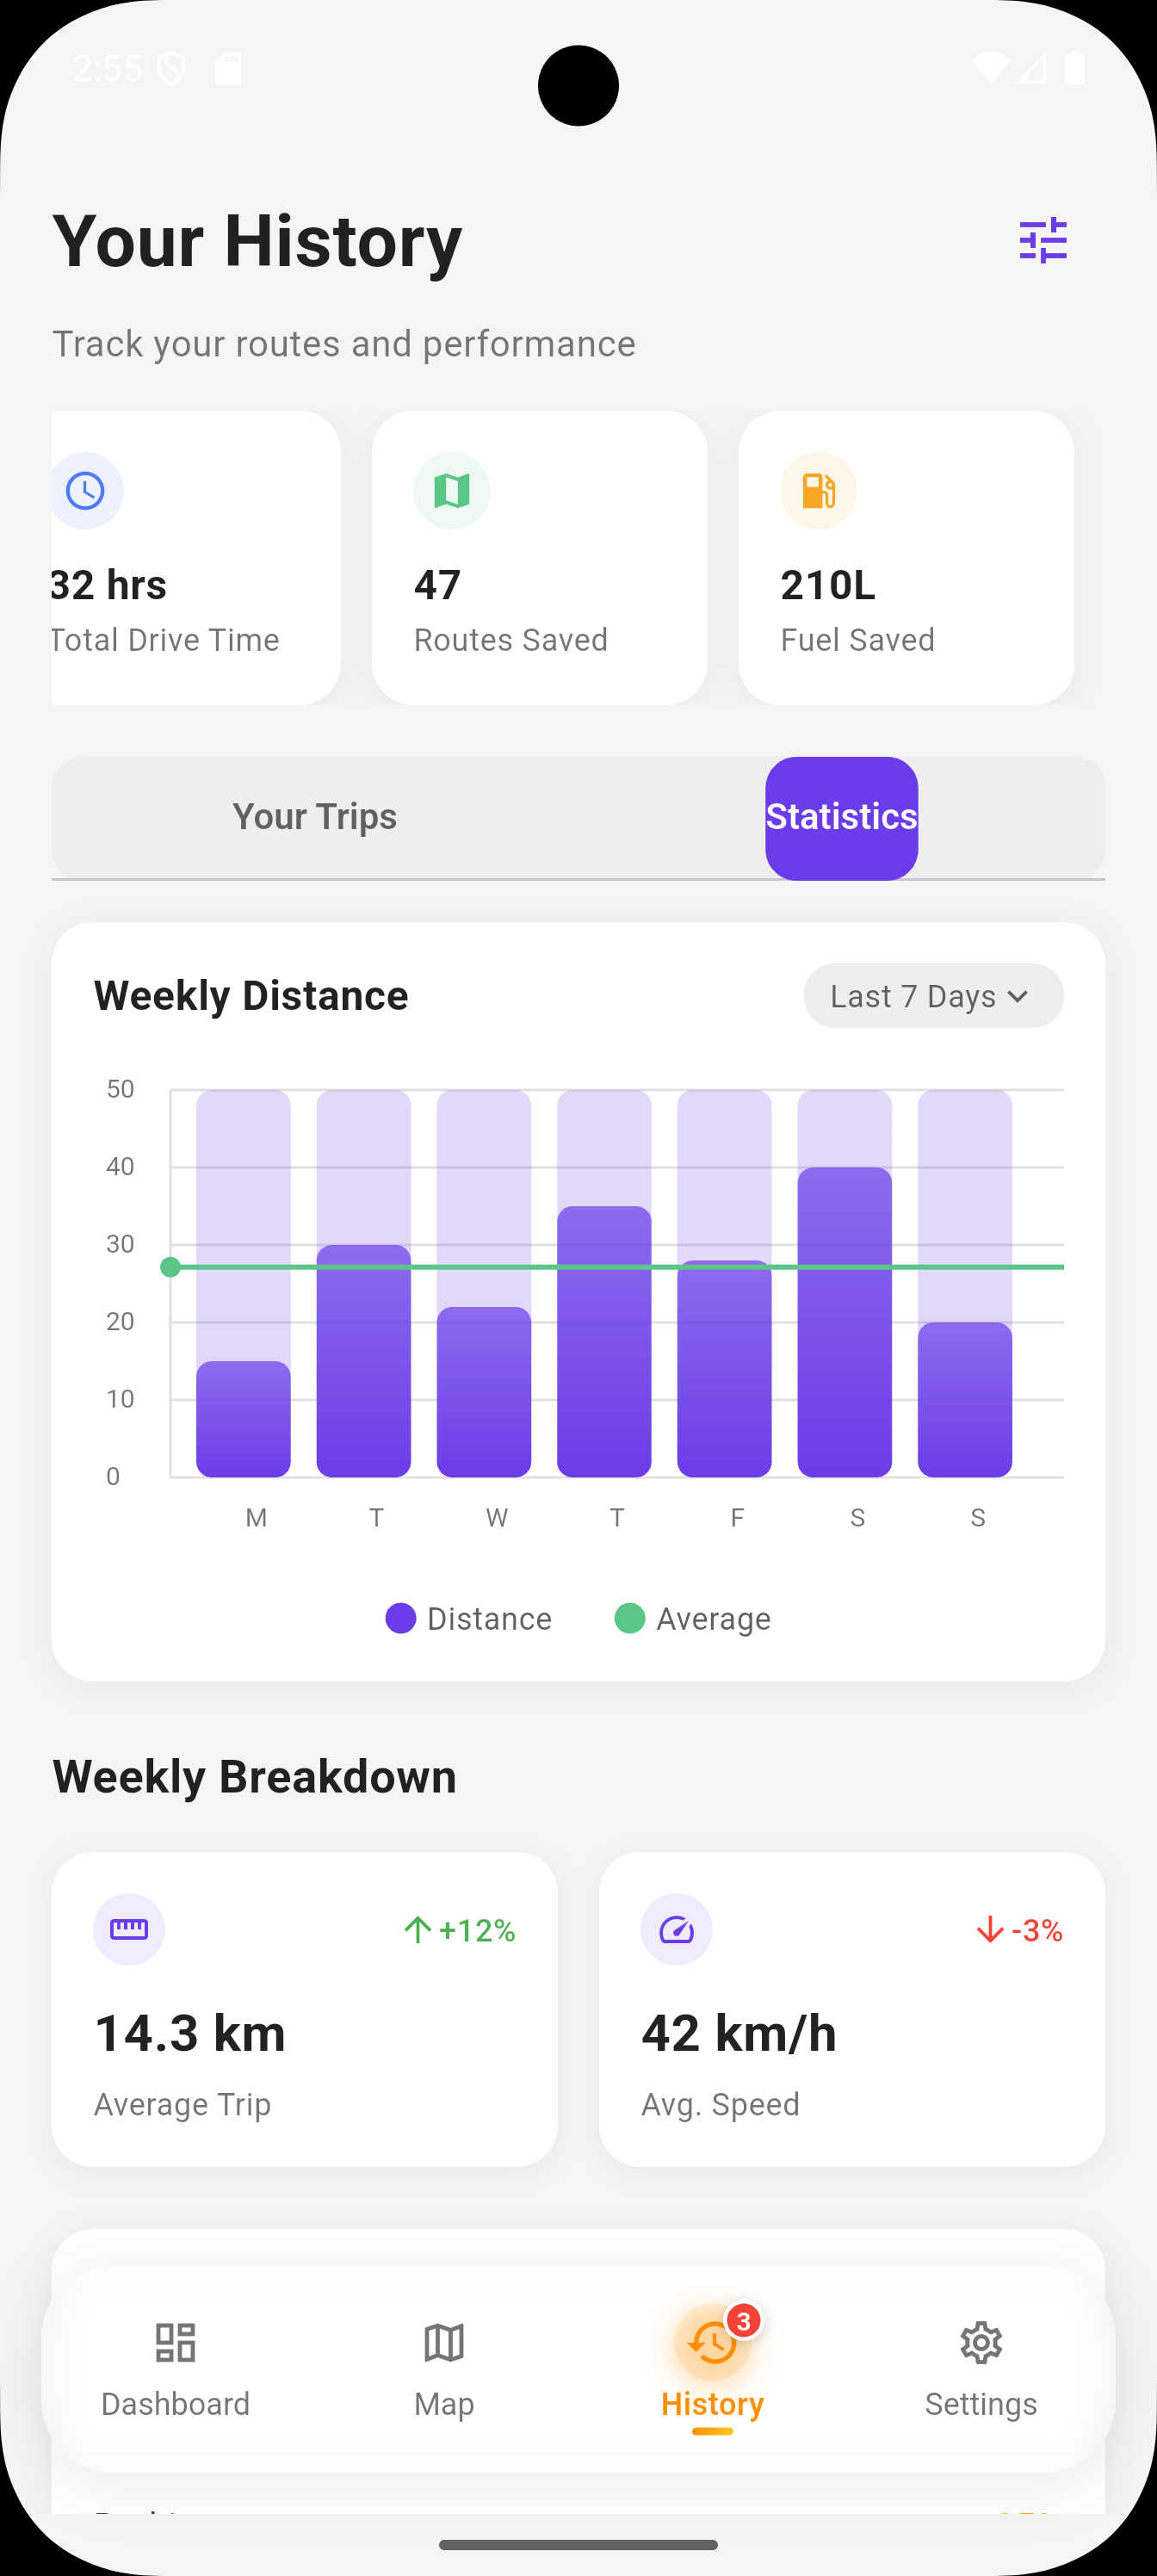 2:55
Your History
Track your routes and performance
32 hrs
Total Drive Time
47
Routes Saved
210L
Fuel Saved
Your Trips
Statistics
Weekly Distance
Last 7 Days
50
40
30
20
10
0
M T W T F S S
Distance
Average
Weekly Breakdown
+12%
14.3 km
Average Trip
-3%
42 km/h
Avg. Speed
3
Dashboard
Map
History
Settings